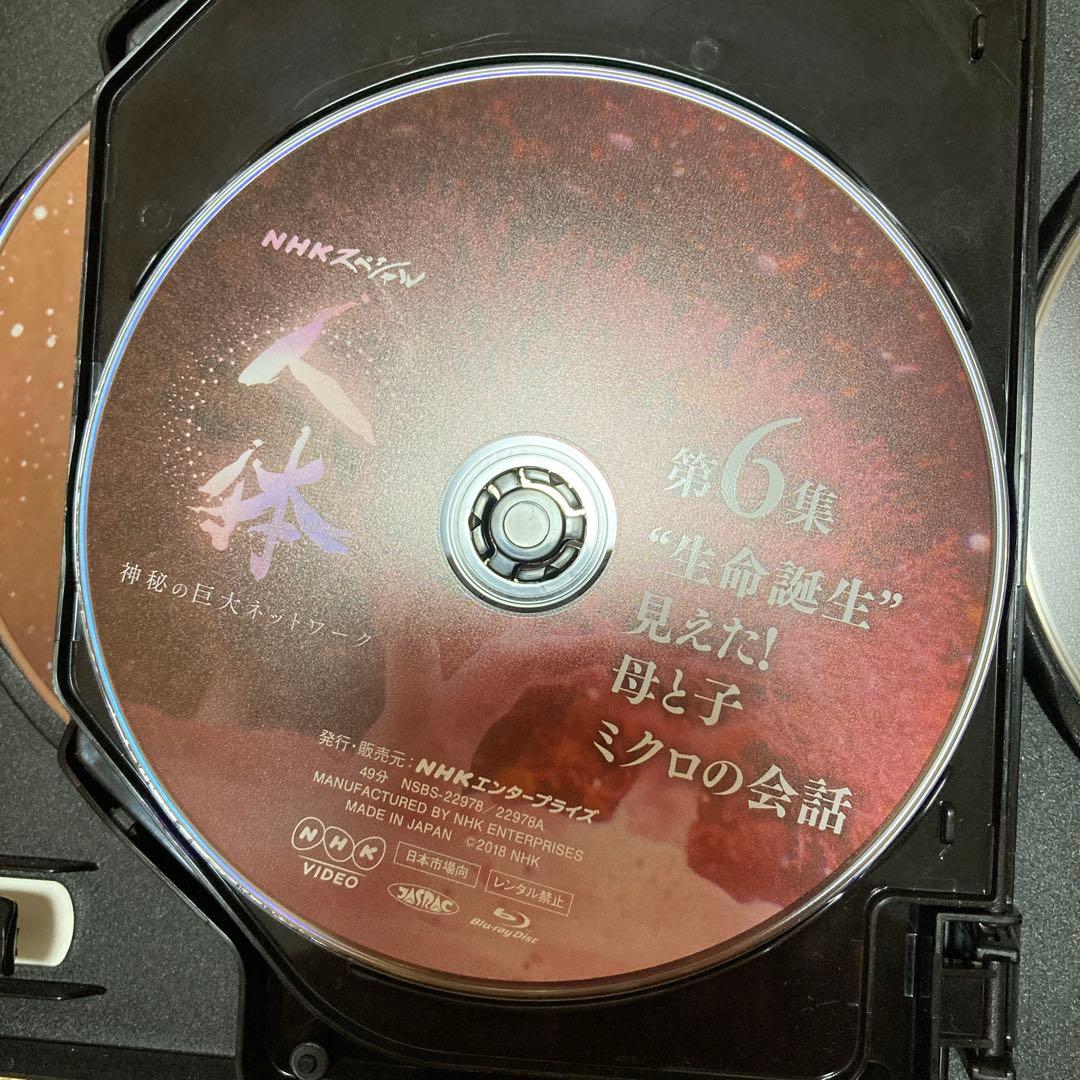 NHKスペシャル
人体
神秘の巨大ネットワーク
第6集
“生命誕生”
見えた!
母と子
ミクロの会話
発行・販売元:NHKエンタープライズ
49分 NSBS-22978/22978A
MANUFACTURED BY NHK ENTERPRISES
MADE IN JAPAN ©2018 NHK
NHK
VIDEO
日本市場向
レンタル禁止
JASRAC
Blu-ray Disc